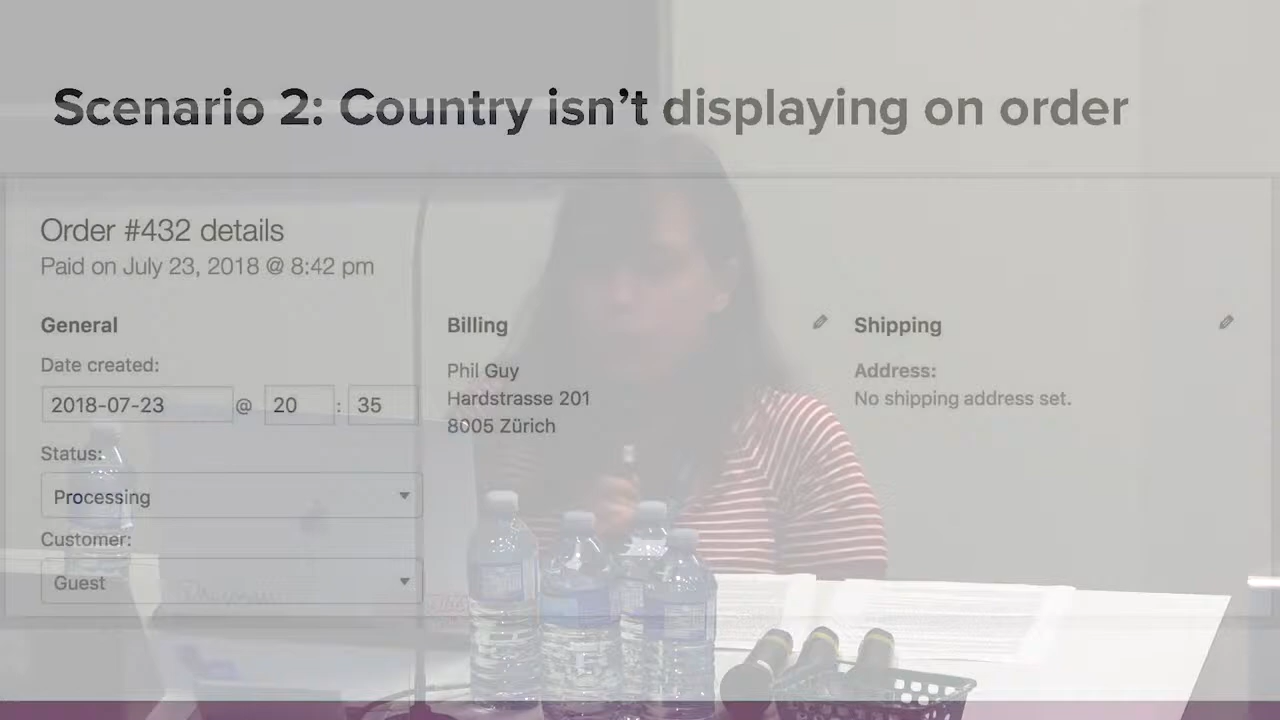 Scenario 2: Country isn’t displaying on order
Order #432 details
Paid on July 23, 2018 @ 8:42 pm
General
Date created:
2018-07-23 @ 20 : 35
Status:
Processing
Customer:
Guest
Billing
Phil Guy
Hardstrasse 201
8005 Zürich
Shipping
Address:
No shipping address set.